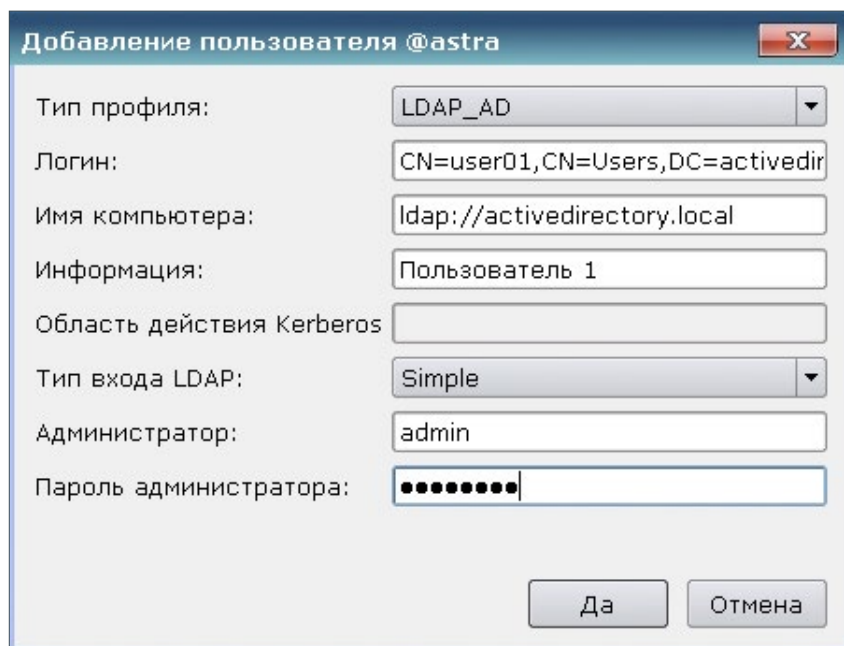 Добавление пользователя @astra
Тип профиля: LDAP_AD
Логин: CN=user01,CN=Users,DC=activedir
Имя компьютера: ldap://activedirectory.local
Информация: Пользователь 1
Область действия Kerberos
Тип входа LDAP: Simple
Администратор: admin
Пароль администратора: ●●●●●●●●
Да Отмена